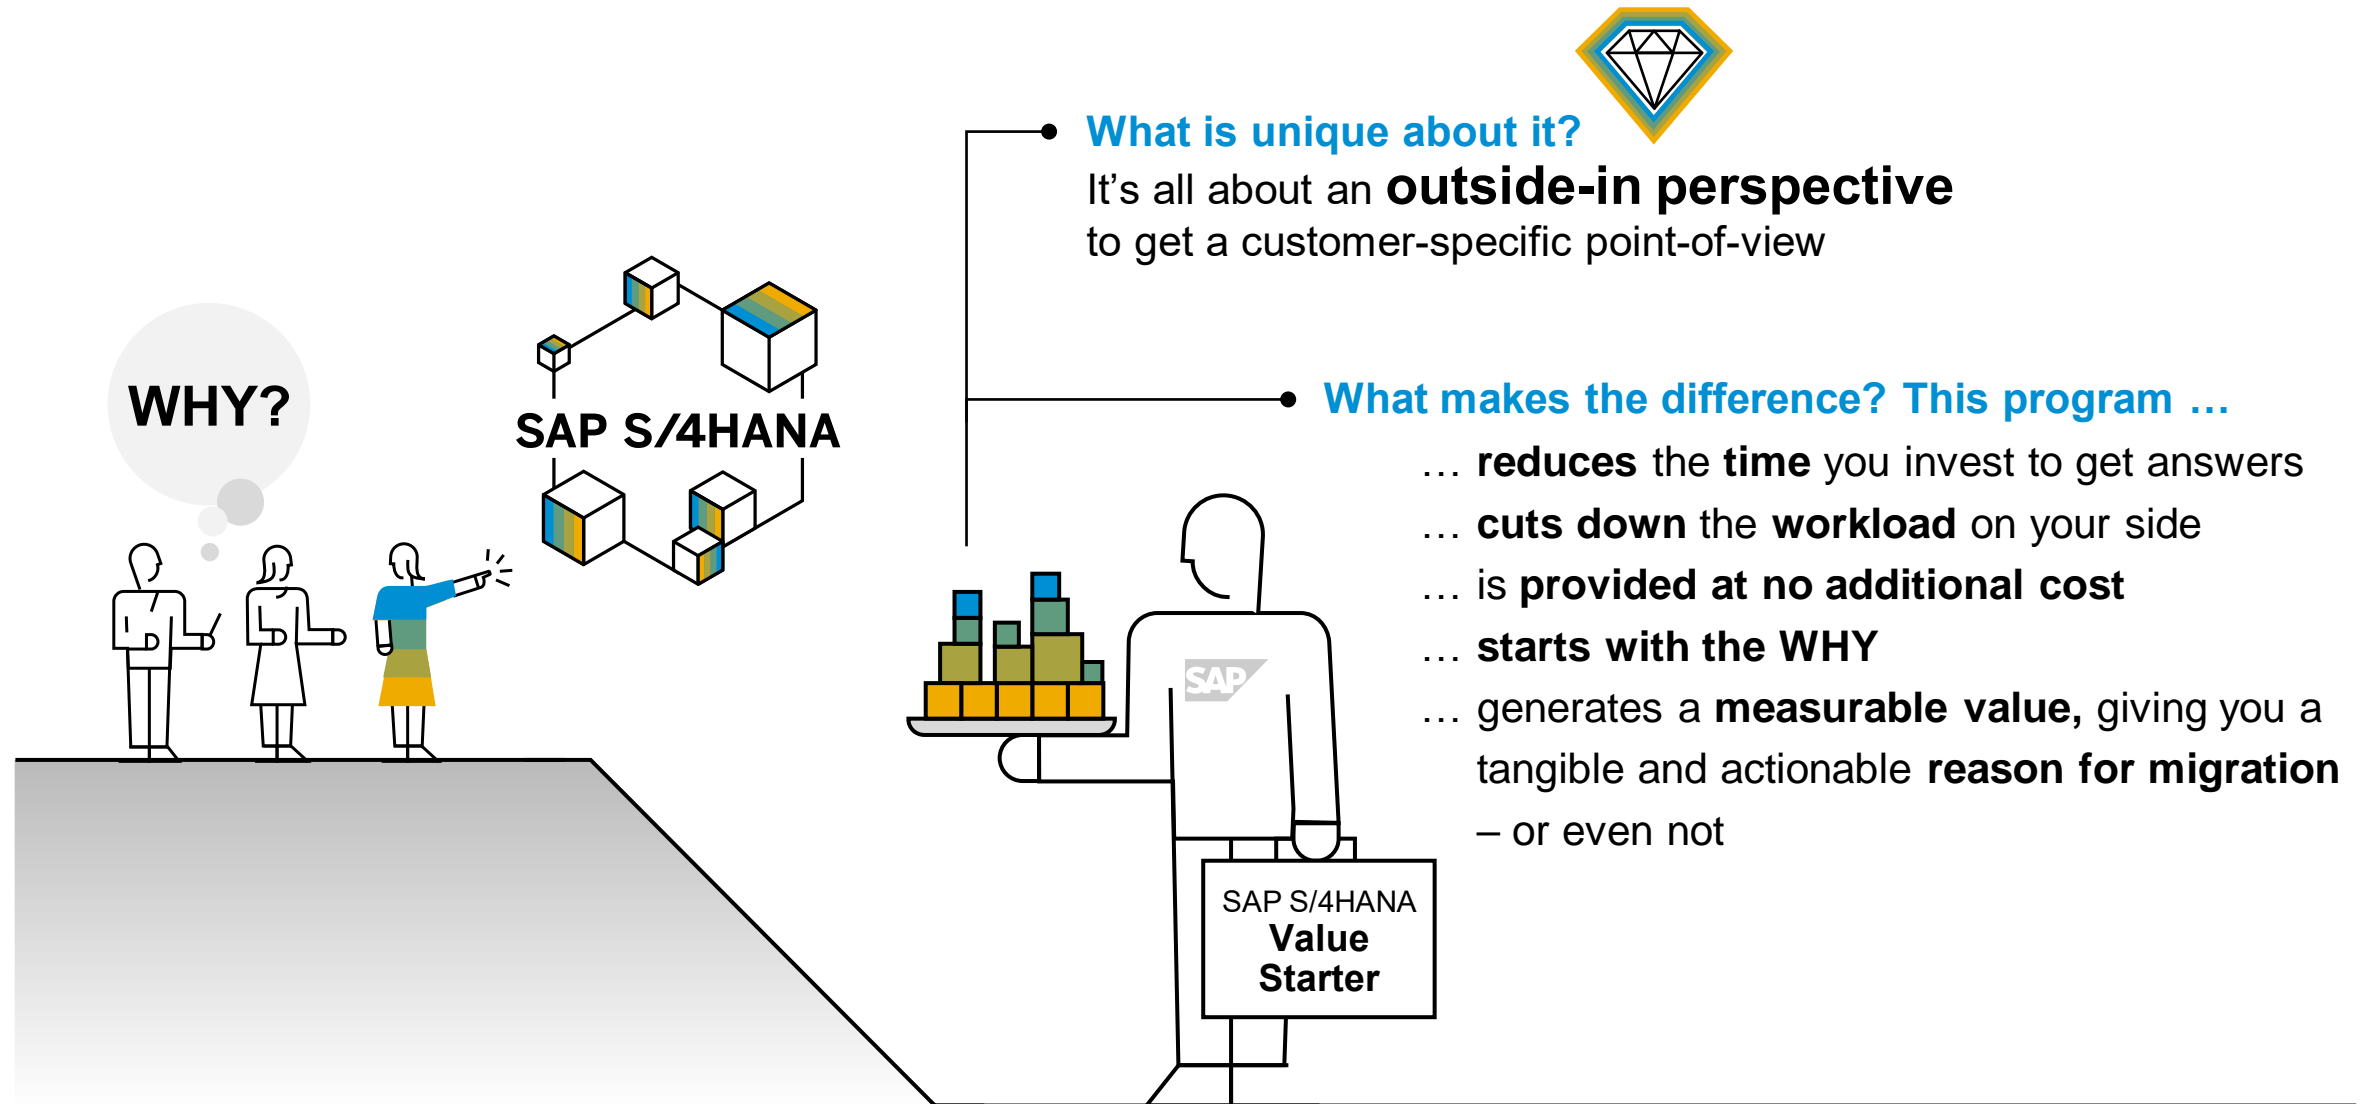 What is unique about it?
It’s all about an outside-in perspective
to get a customer-specific point-of-view
WHY?
SAP S/4HANA
What makes the difference? This program …
… reduces the time you invest to get answers
… cuts down the workload on your side
… is provided at no additional cost
… starts with the WHY
… generates a measurable value, giving you a
tangible and actionable reason for migration
– or even not
SAP
SAP S/4HANA
Value
Starter